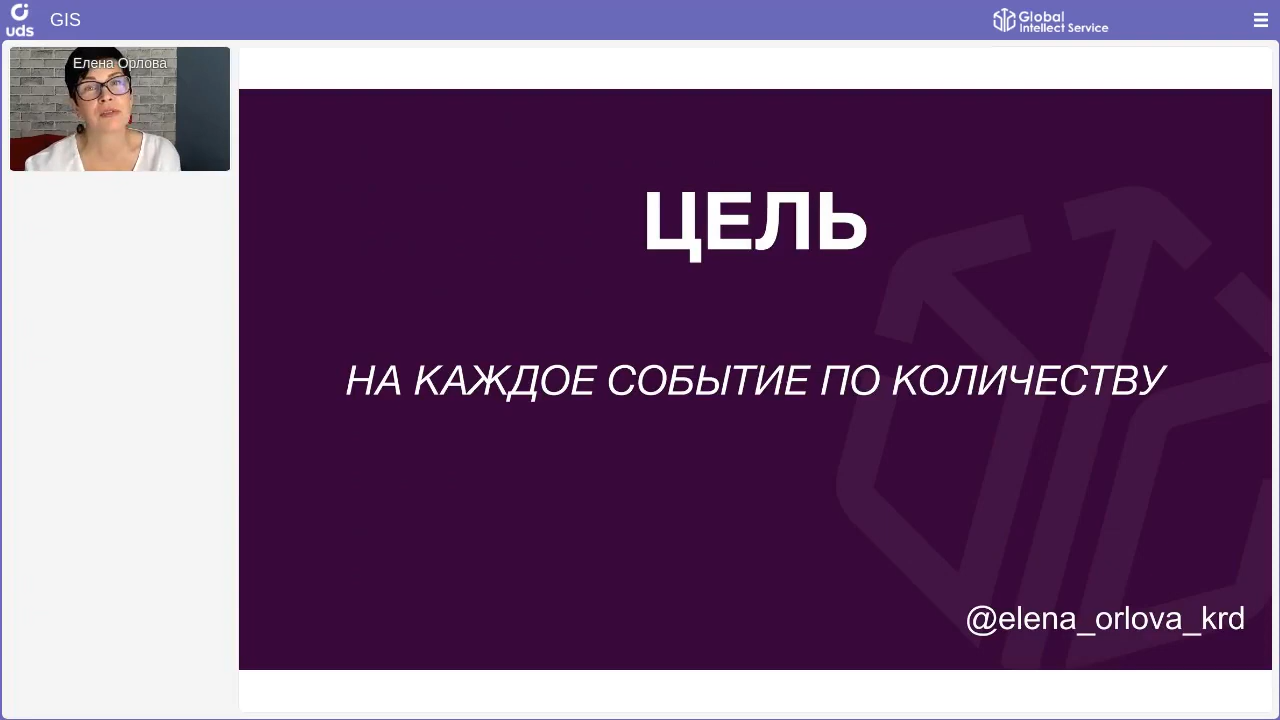 uds
GIS
Global
Intellect Service
Елена Орлова
ЦЕЛЬ
НА КАЖДОЕ СОБЫТИЕ ПО КОЛИЧЕСТВУ
@elena_orlova_krd